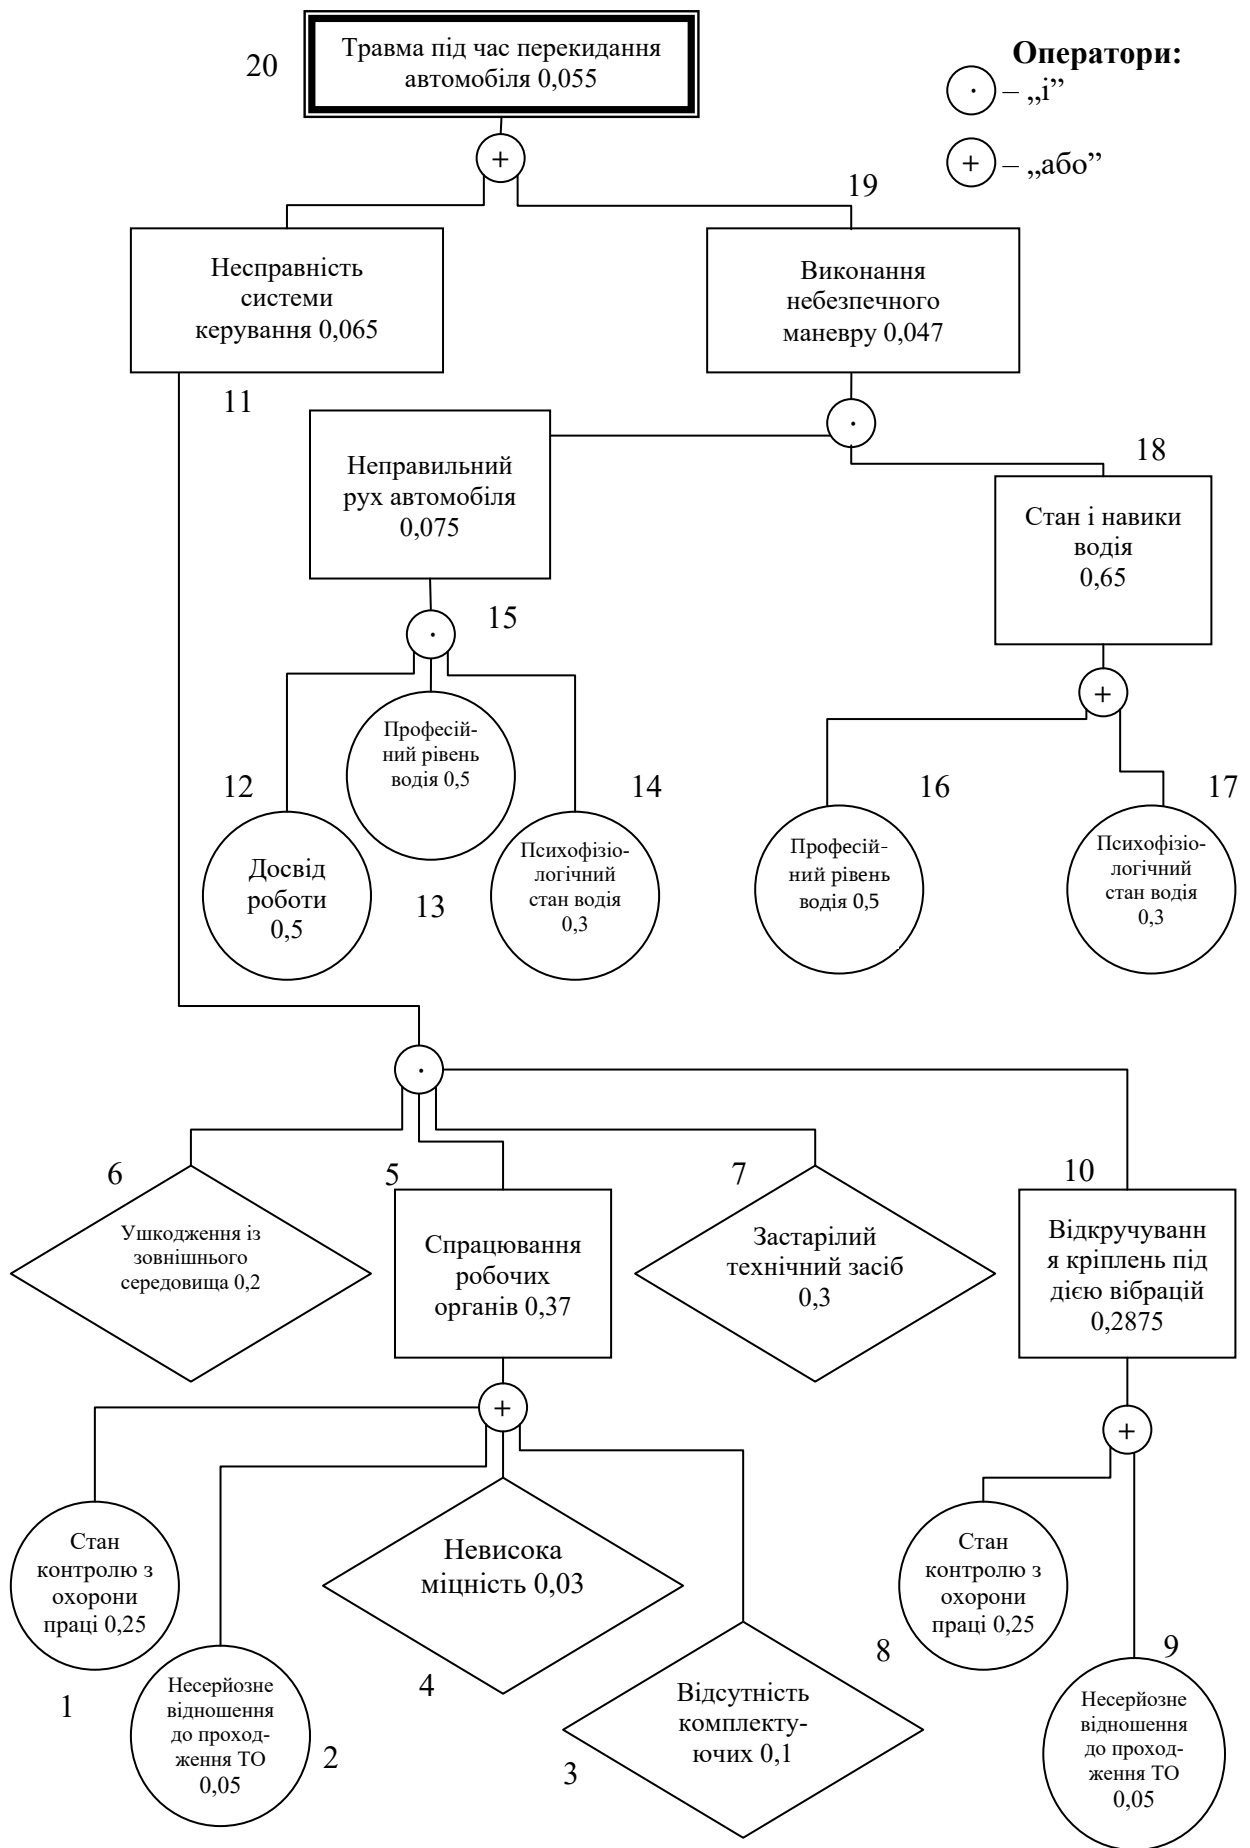 20
Травма під час перекидання
автомобіля 0,055
Оператори:
· – „і”
+ – „або”
+
19
Несправність
системи
керування 0,065
Виконання
небезпечного
маневру 0,047
11
·
Неправильний
рух автомобіля
0,075
18
Стан і навики
водія
0,65
15
·
+
12
Досвід
роботи
0,5
Професій-
ний рівень
водія 0,5
13
14
Психофізіо-
логічний
стан водія
0,3
16
Професій-
ний рівень
водія 0,5
17
Психофізіо-
логічний
стан водія
0,3
·
6
Ушкодження із
зовнішнього
середовища 0,2
5
Спрацювання
робочих
органів 0,37
7
Застарілий
технічний засіб
0,3
10
Відкручуванн
я кріплень під
дією вібрацій
0,2875
+
+
Стан
контролю з
охорони
праці 0,25
1
Несерйозне
відношення
до проход-
ження ТО
0,05
2
Невисока
міцність 0,03
4
Відсутність
комплекту-
ючих 0,1
3
Стан
контролю з
охорони
праці 0,25
8
9
Несерйозне
відношення
до проход-
ження ТО
0,05